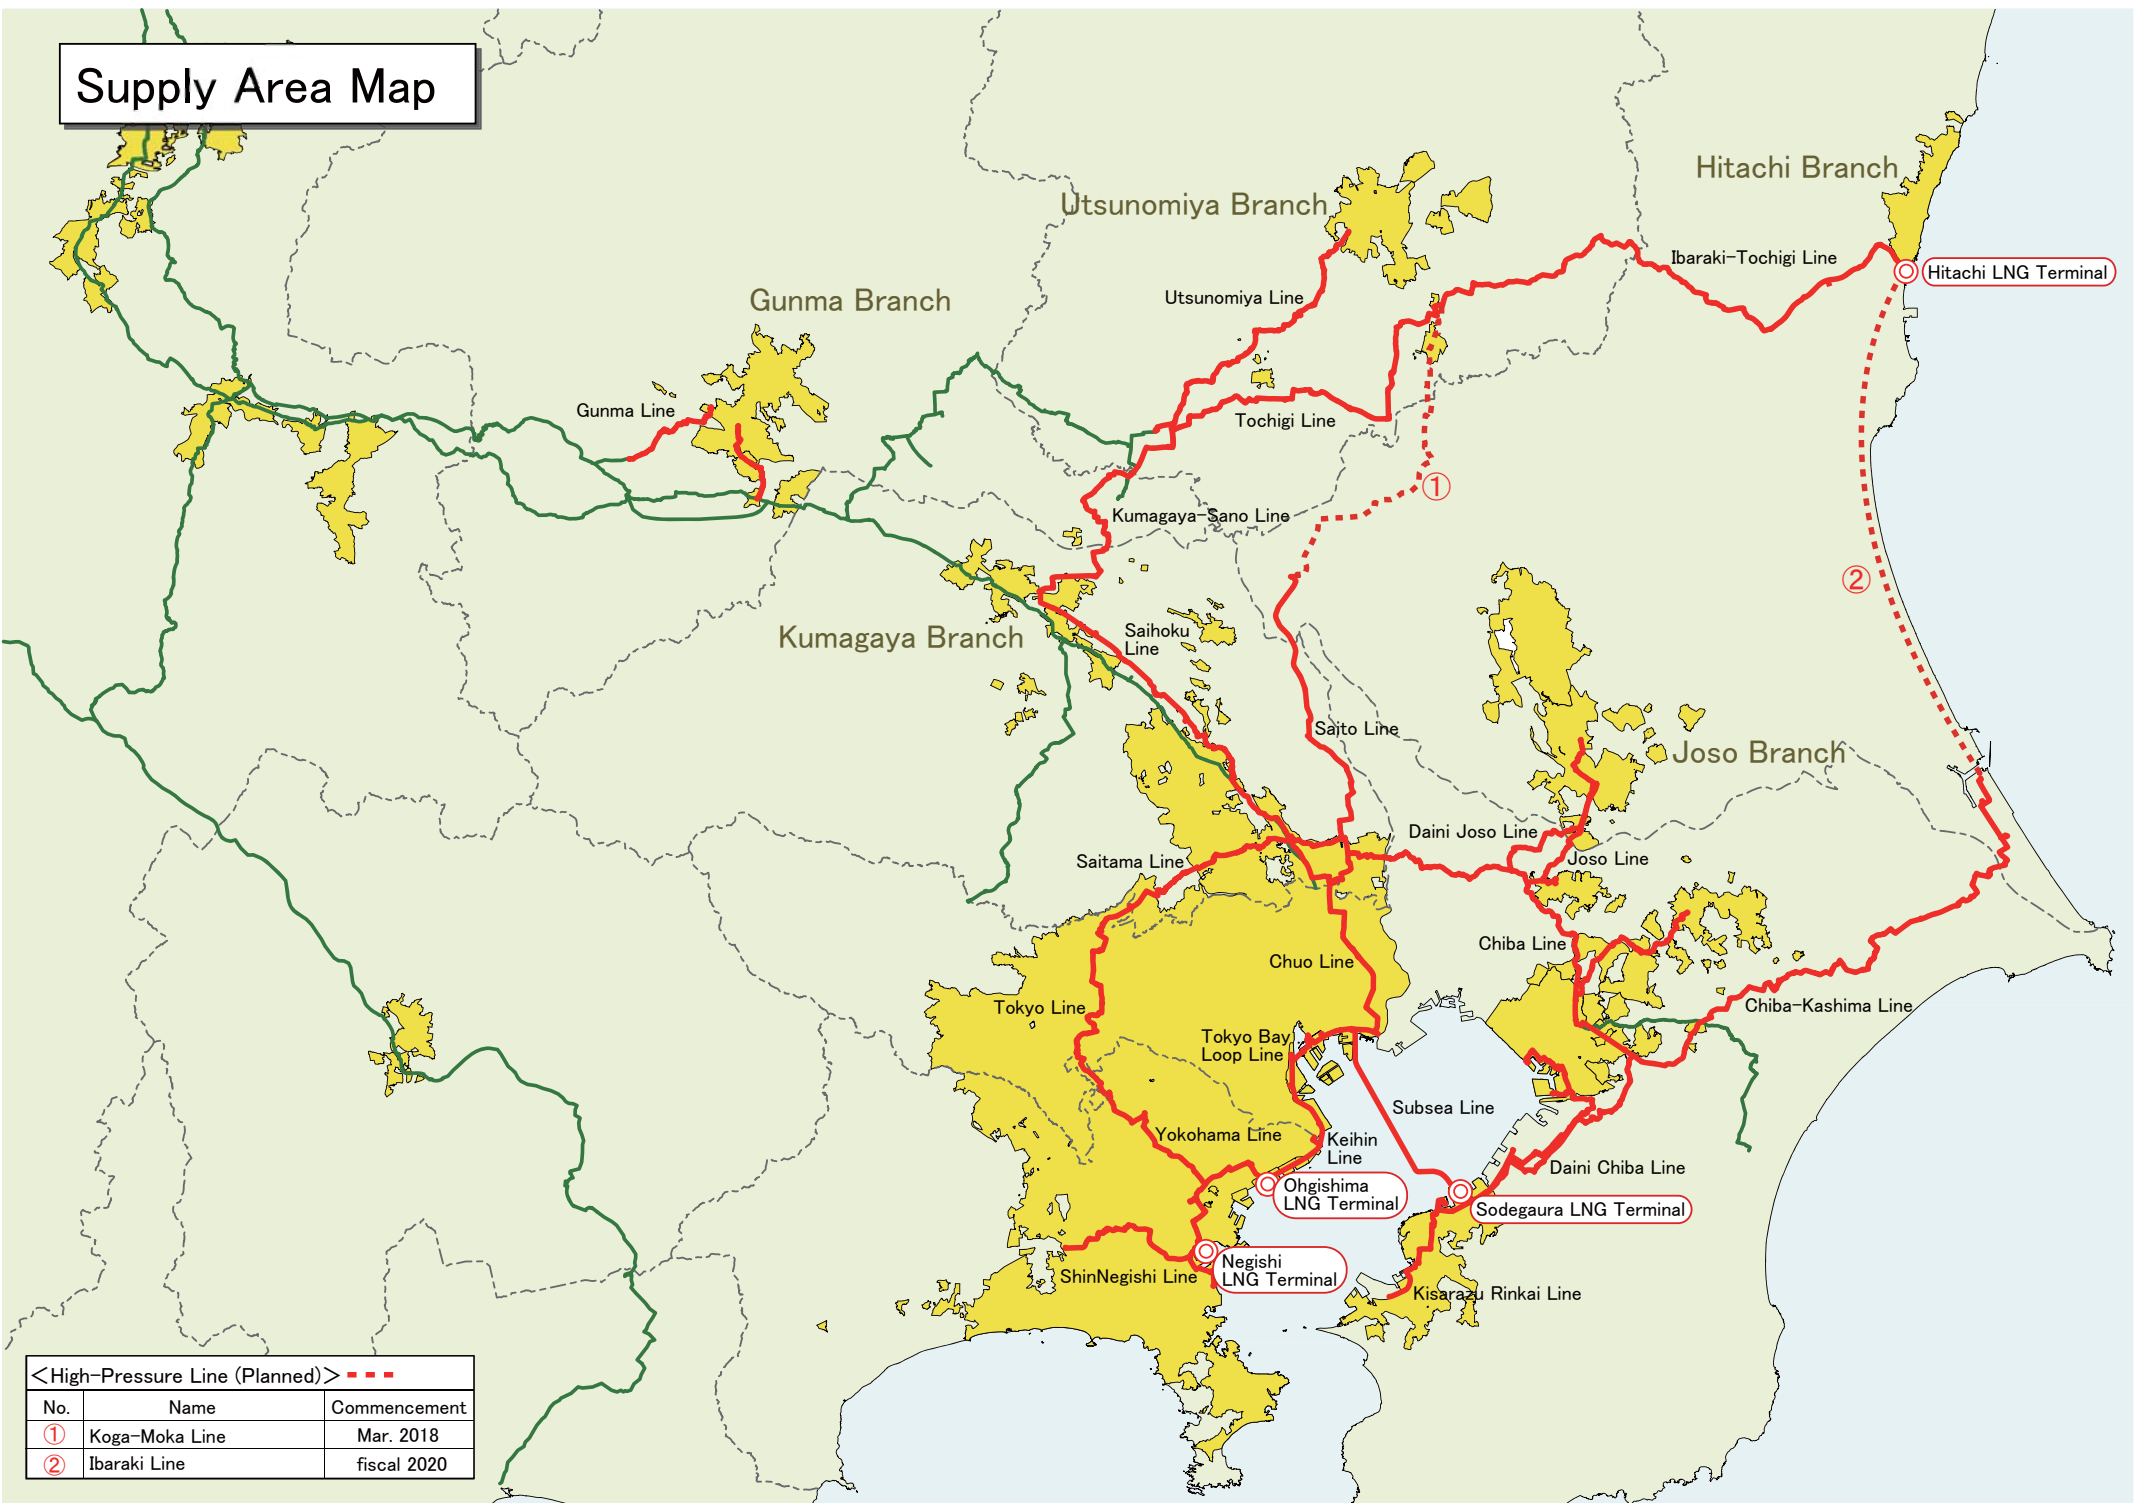 Supply Area Map
Hitachi Branch
Utsunomiya Branch
Ibaraki-Tochigi Line
Hitachi LNG Terminal
Utsunomiya Line
Gunma Branch
Gunma Line
Tochigi Line
①
Kumagaya-Sano Line
②
Kumagaya Branch
Saihoku
Line
Saito Line
Joso Branch
Daini Joso Line
Saitama Line
Joso Line
Chiba Line
Chuo Line
Tokyo Line
Chiba-Kashima Line
Tokyo Bay
Loop Line
Subsea Line
Yokohama Line
Keihin
Line
Daini Chiba Line
Ohgishima
LNG Terminal
Sodegaura LNG Terminal
Negishi
LNG Terminal
ShinNegishi Line
Kisarazu Rinkai Line
<High-Pressure Line (Planned)>
No. Name Commencement
① Koga-Moka Line Mar. 2018
② Ibaraki Line fiscal 2020